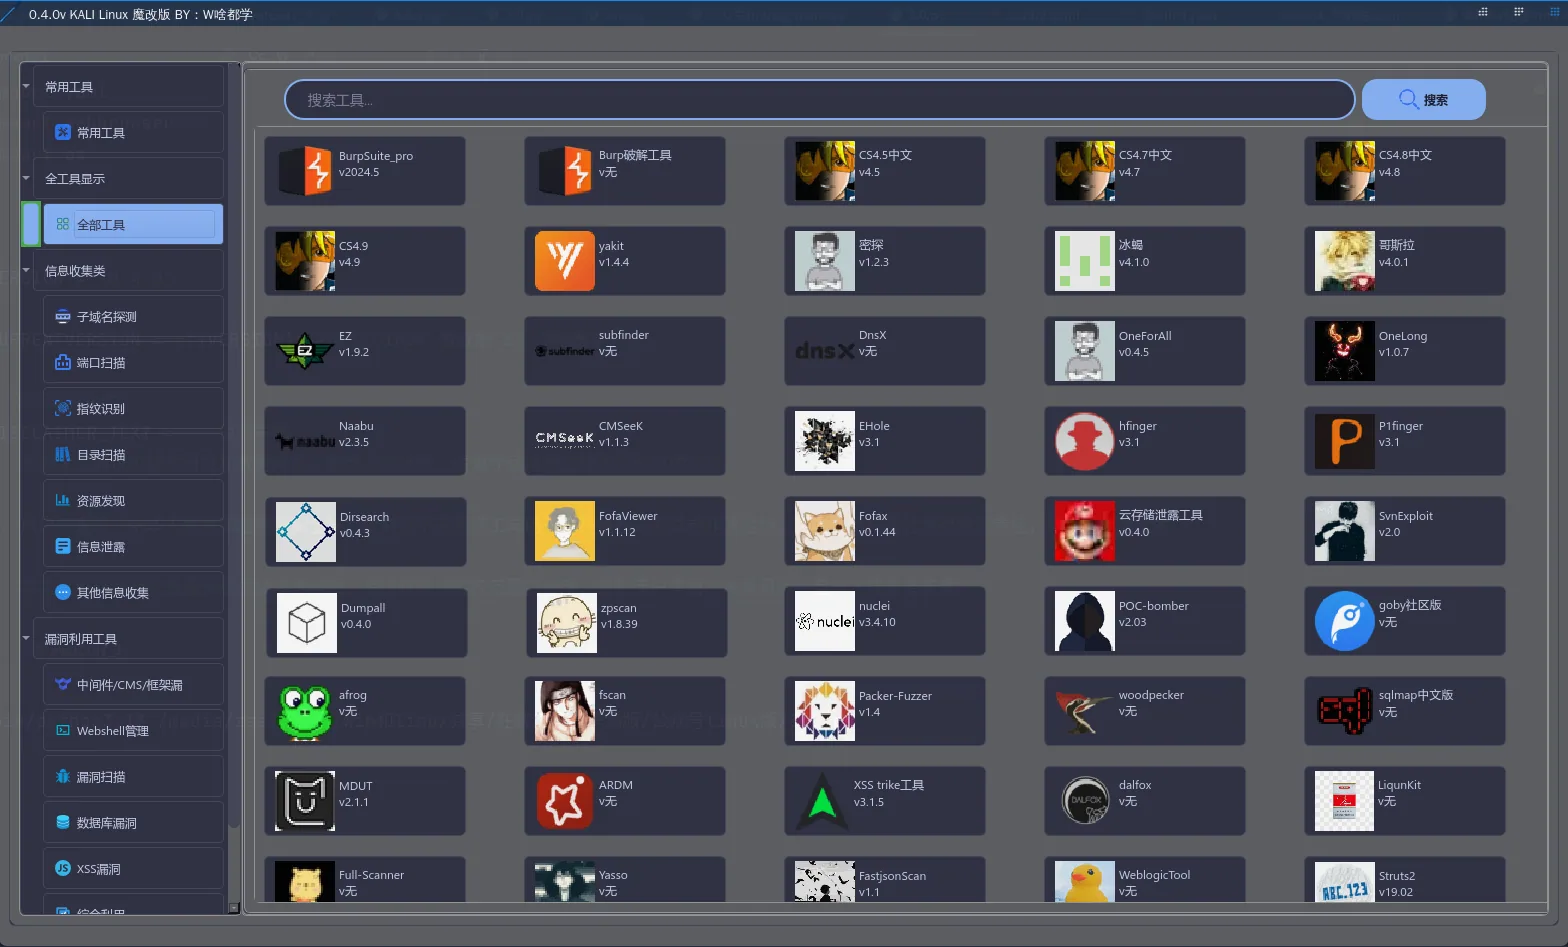 0.4.0v KALI Linux 魔改版 BY：W啥都学
常用工具
常用工具
全工具显示
全部工具
信息收集类
子域名探测
端口扫描
指纹识别
目录扫描
资源发现
信息泄露
其他信息收集
漏洞利用工具
中间件/CMS/框架漏
Webshell管理
漏洞扫描
数据库漏洞
JS XSS漏洞
综合利用
搜索工具...
搜索
BurpSuite_pro
v2024.5
Burp破解工具
v无
CS4.5中文
v4.5
CS4.7中文
v4.7
CS4.8中文
v4.8
CS4.9
v4.9
yakit
v1.4.4
密探
v1.2.3
冰蝎
v4.1.0
哥斯拉
v4.0.1
EZ
EZ
v1.9.2
subfinder
subfinder
v无
dnsX
DnsX
v无
OneForAll
v0.4.5
OneLong
v1.0.7
naabu
Naabu
v2.3.5
CMSeeK
CMSeeK
v1.1.3
EHole
v3.1
hfinger
v3.1
P
P1finger
v3.1
Dirsearch
v0.4.3
FofaViewer
v1.1.12
Fofax
v0.1.44
云存储泄露工具
v0.4.0
SvnExploit
v2.0
Dumpall
v0.4.0
zpscan
v1.8.39
nuclei
nuclei
v3.4.10
POC-bomber
v2.03
goby社区版
v无
afrog
v无
fscan
v无
Packer-Fuzzer
v1.4
woodpecker
v无
sql
sqlmap中文版
v无
MDUT
v2.1.1
ARDM
v无
XSS trike工具
v3.1.5
DALFOX
dalfox
v无
LiqunKit
v无
Full-Scanner
v无
Yasso
v无
FastjsonScan
v1.1
WeblogicTool
v无
ABC.123
Struts2
v19.02